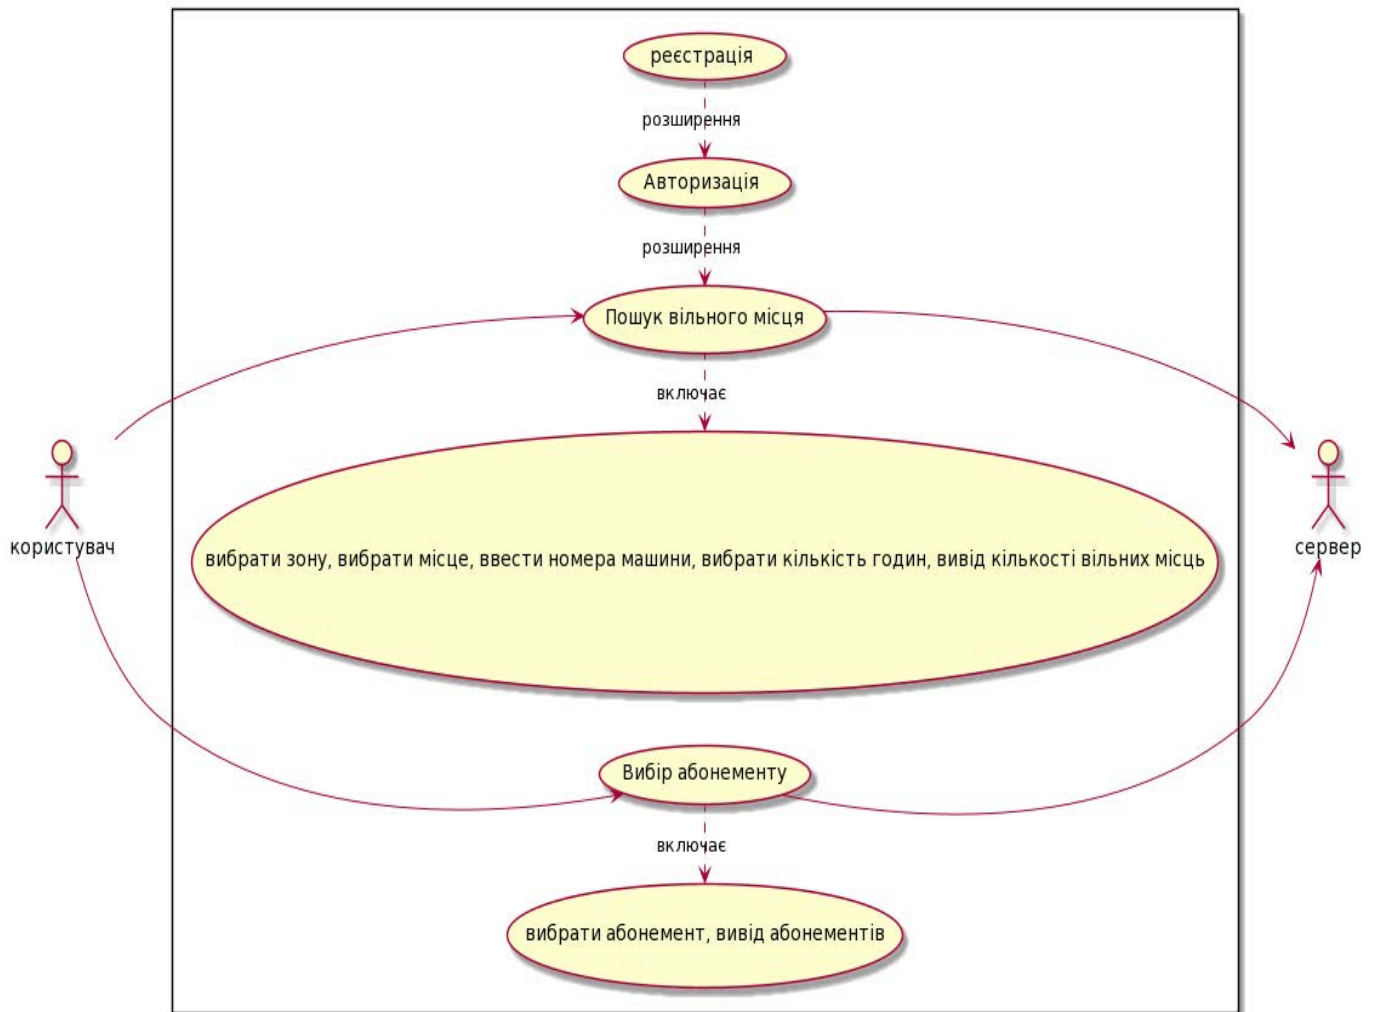 реєстрація
розширення
Авторизація
розширення
Пошук вільного місця
включає
користувач
сервер
вибрати зону, вибрати місце, ввести номера машини, вибрати кількість годин, вивід кількості вільних місць
Вибір абонементу
включає
вибрати абонемент, вивід абонементів